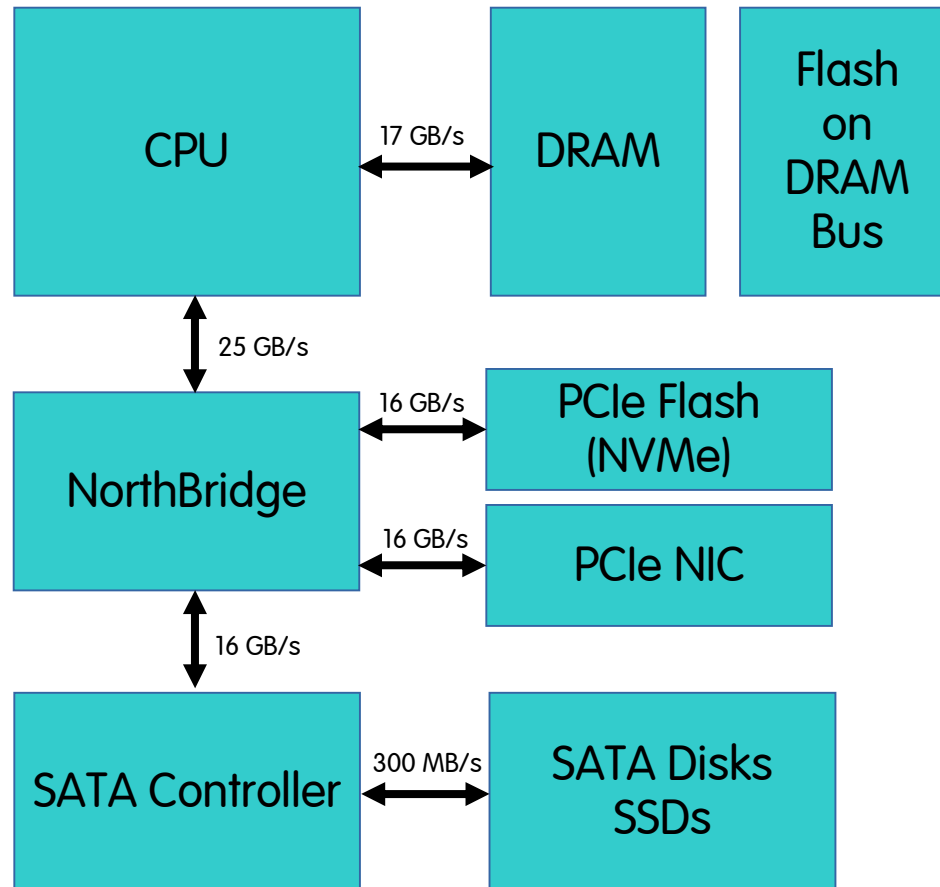 CPU
17 GB/s
DRAM
Flash
on
DRAM
Bus
25 GB/s
NorthBridge
16 GB/s
PCIe Flash
(NVMe)
16 GB/s
PCIe NIC
16 GB/s
SATA Controller
300 MB/s
SATA Disks
SSDs